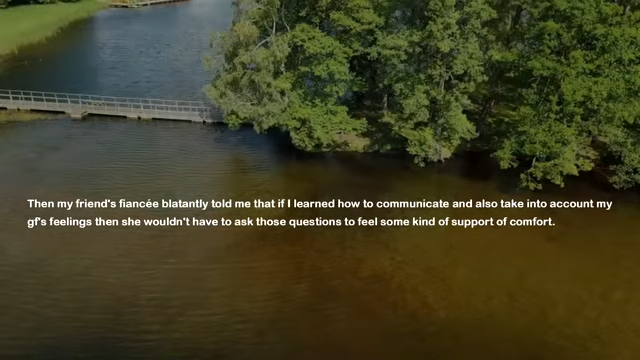 Then my friend's fiancée blatantly told me that if I learned how to communicate and also take into account my
gf's feelings then she wouldn't have to ask those questions to feel some kind of support of comfort.